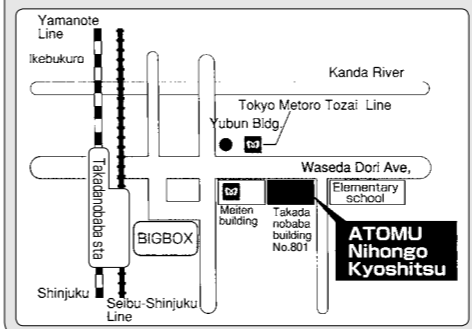 Yamanote
Line
Ikebukuro
Kanda River
Tokyo Metoro Tozai Line
Yubun Bldg.
Waseda Dori Ave,
Takadanobaba sta
BIGBOX
Meiten
building
Takada
nobaba
building
No.801
Elementary
school
ATOMU
Nihongo
Kyoshitsu
Shinjuku
Seibu-Shinjuku
Line